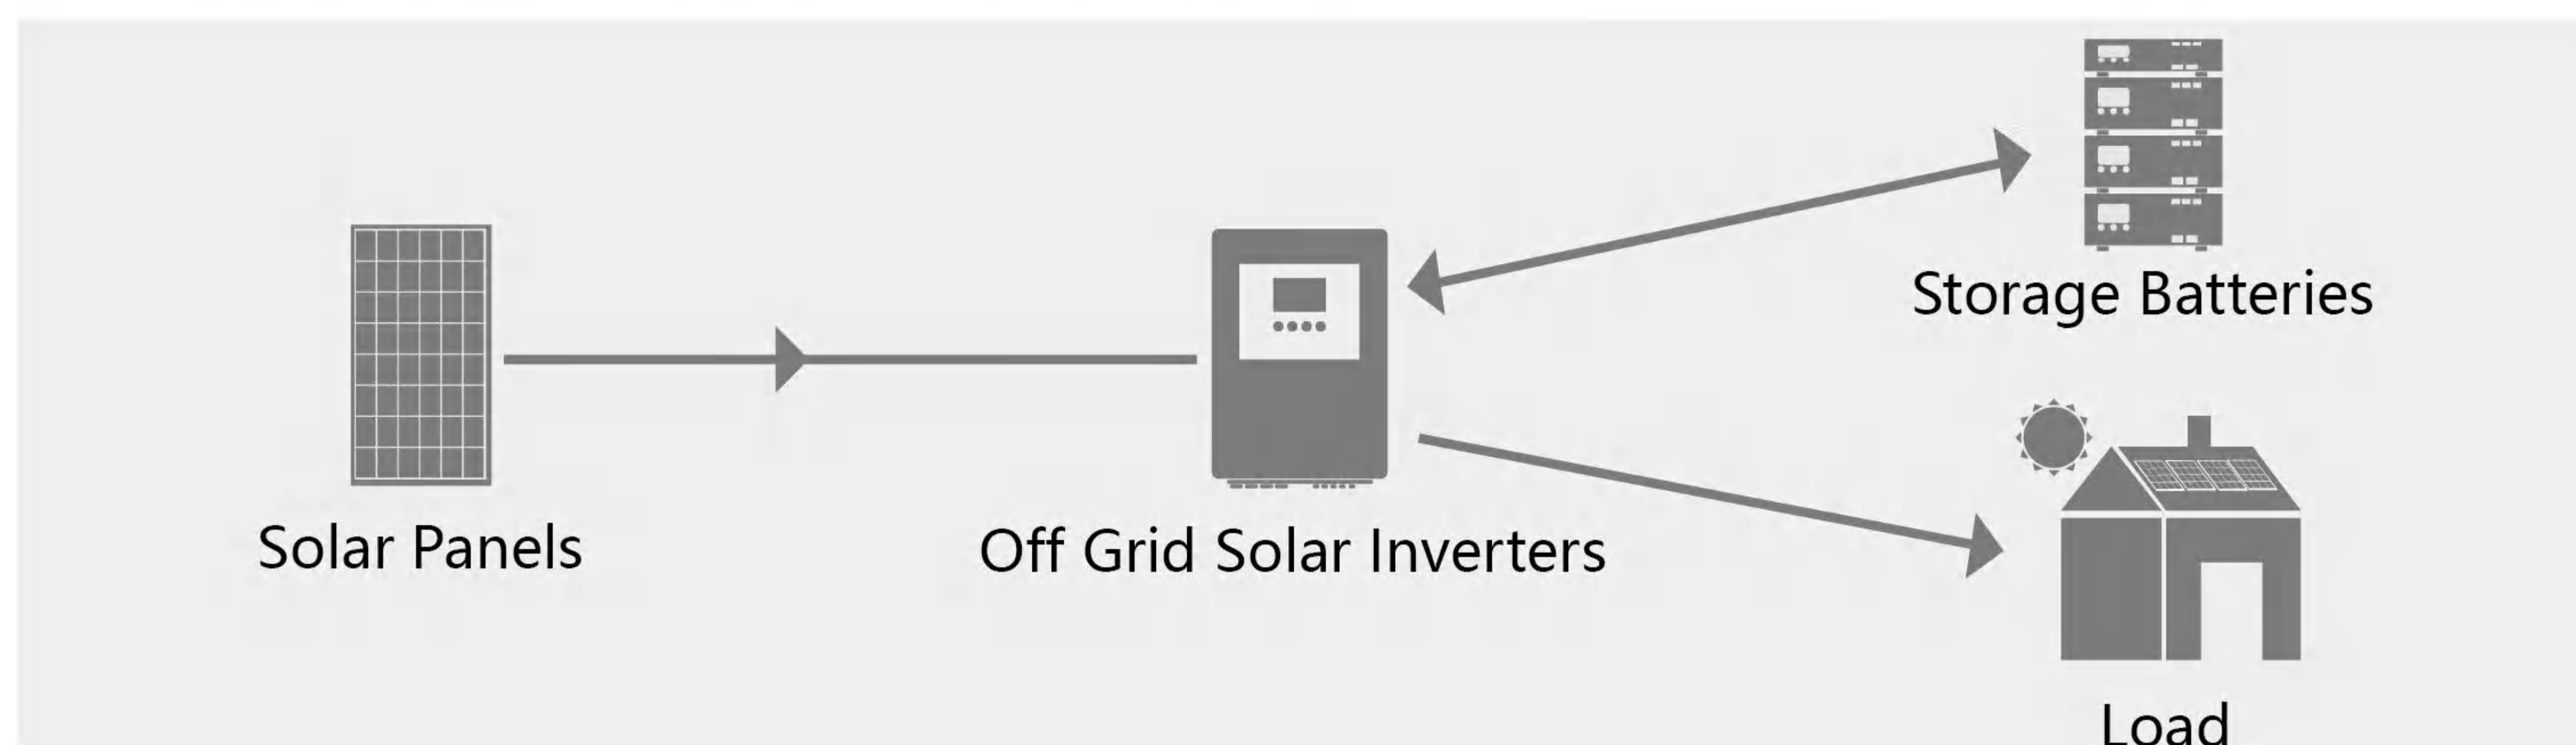 Storage Batteries
Solar Panels
Off Grid Solar Inverters
Load